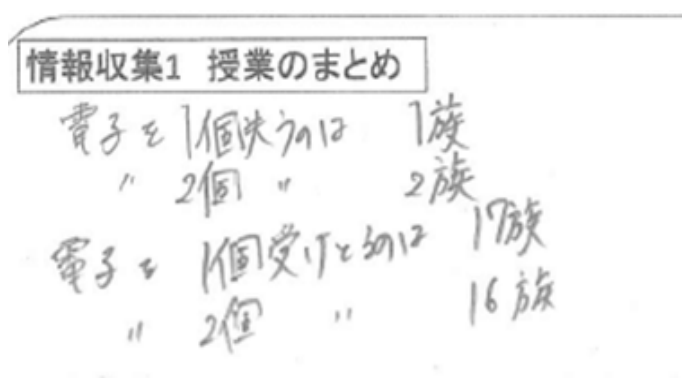 情報収集1 授業のまとめ
電子を1個失うのは 1族
〃 2個 〃 2族
電子を 1個受けとるのは 17族
〃 2個 〃 16族